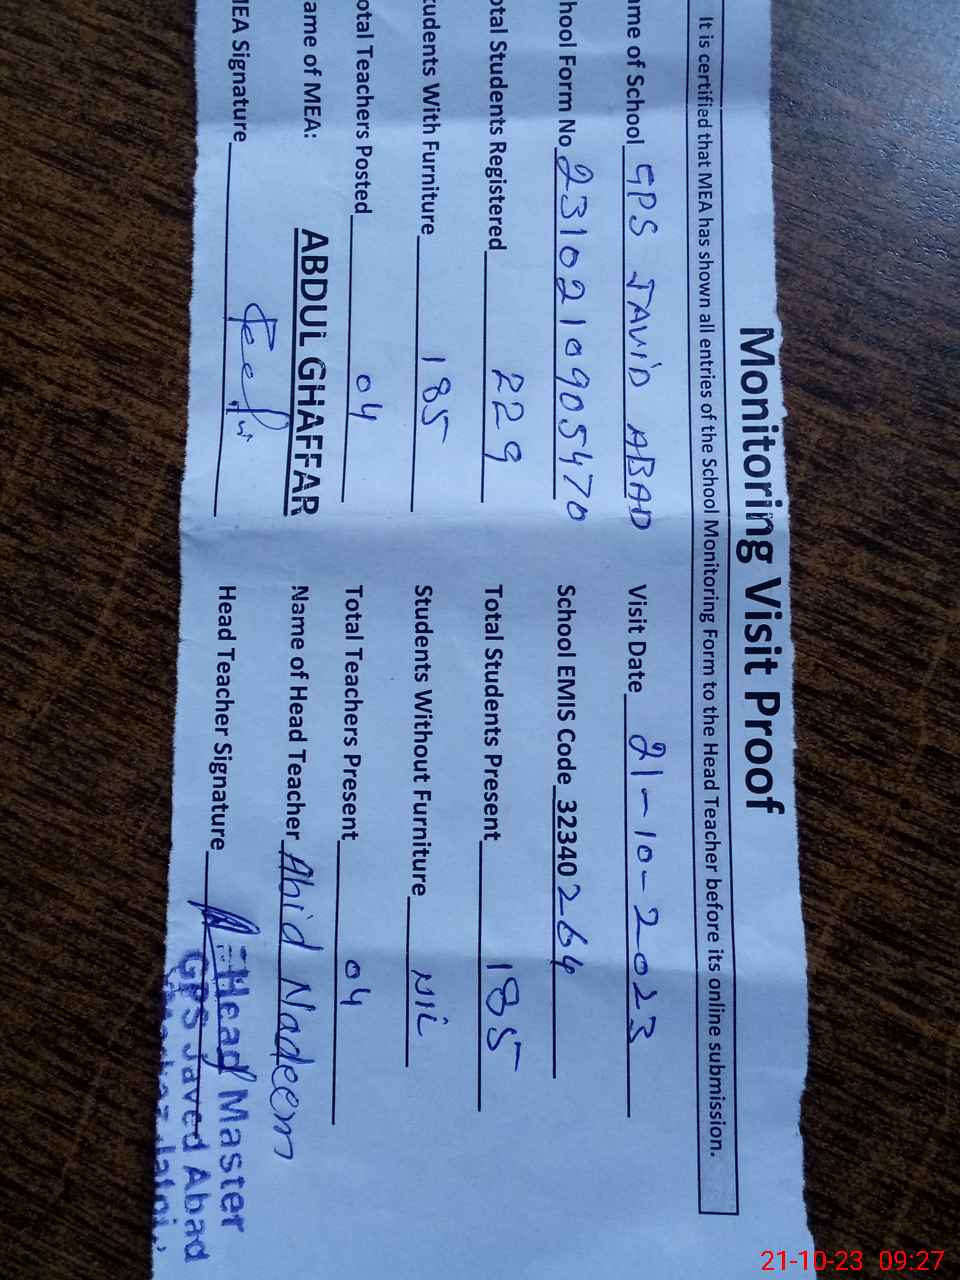 Monitoring Visit Proof
It is certified that MEA has shown all entries of the School Monitoring Form to the Head Teacher before its online submission.
ame of School GPS JAVID ABAD Visit Date 21-10-2023
hool Form No 23102109905470 School EMIS Code 32340264
otal Students Registered 229 Total Students Present 185
tudents With Furniture 185 Students Without Furniture NIL
otal Teachers Posted 04 Total Teachers Present 04
ame of MEA: ABDUL GHAFFAR Name of Head Teacher Ahid Nadeem
MEA Signature Head Teacher Signature
Head Master
GPS Javed Abad
21-10-23 09:27